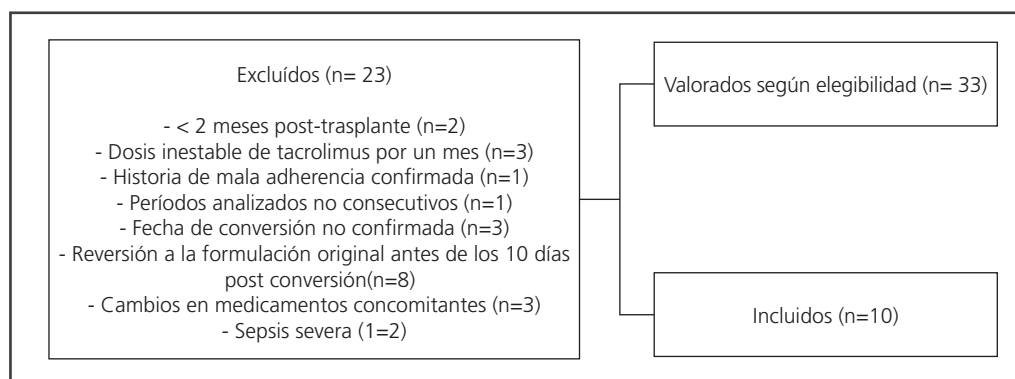 Excluídos (n= 23)
- < 2 meses post-trasplante (n=2)
- Dosis inestable de tacrolimus por un mes (n=3)
- Historia de mala adherencia confirmada (n=1)
- Períodos analizados no consecutivos (n=1)
- Fecha de conversión no confirmada (n=3)
- Reversión a la formulación original antes de los 10 días
post conversión(n=8)
- Cambios en medicamentos concomitantes (n=3)
- Sepsis severa (1=2)
Valorados según elegibilidad (n= 33)
Incluidos (n=10)